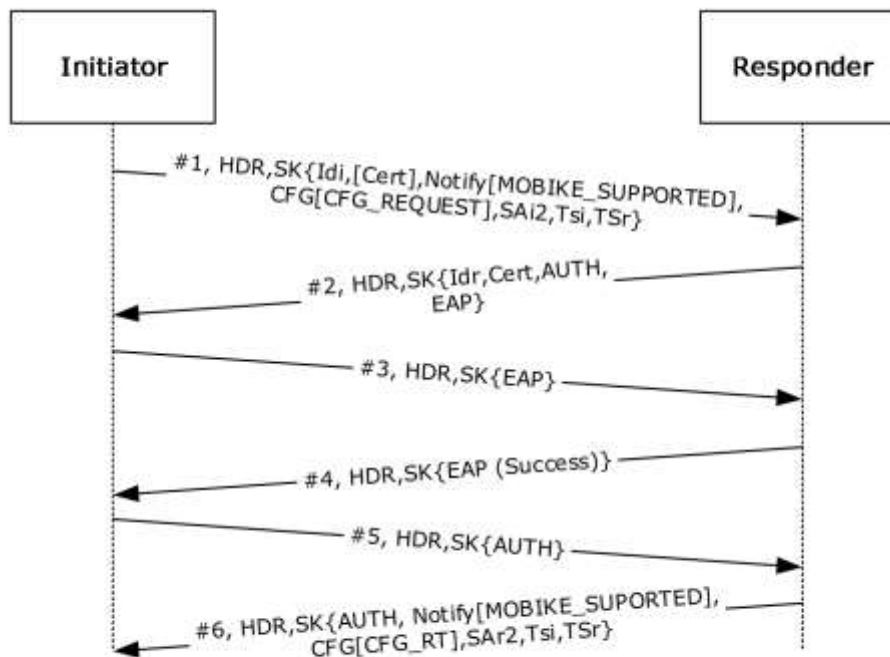 Initiator
Responder
#1, HDR,SK{Idi,[Cert],Notify[MOBIKE_SUPPORTED],
CFG[CFG_REQUEST],SAi2,Tsi,TSr}
#2, HDR,SK{Idr,Cert,AUTH,
EAP}
#3, HDR,SK{EAP}
#4, HDR,SK{EAP (Success)}
#5, HDR,SK{AUTH}
#6, HDR,SK{AUTH, Notify[MOBIKE_SUPORTED],
CFG[CFG_RT],SAr2,Tsi,TSr}